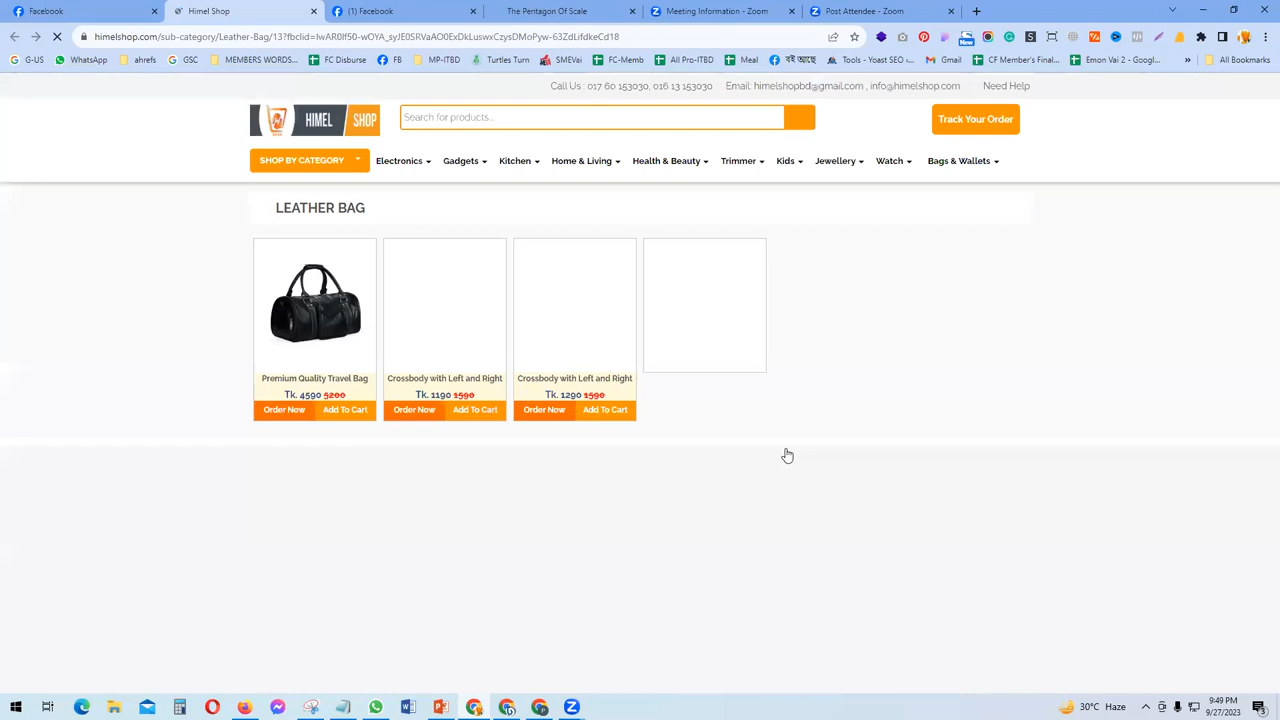 Facebook
Himel Shop
Facebook
The Pentagon Of Scale
Meeting Information - Zoom
Post Attendee - Zoom
himelshop.com/sub-category/Leather-Bag/13?fbclid=IwAR0If50-wOYA_syJE0SRVaAO0ExDkLuswxCzysDMoPyw-63ZdLifdkeCd18
New
G-US
WhatsApp
ahrefs
GSC
MEMBERS WEB - ITBD...
FC Disburse
FB
MP-ITBD
Turtles Turn
SMEVai
FC-Memb
All Pro-ITBD
Meal
বই আছে
Tools - Yoast SEO -...
Gmail
CF Member's Final...
Emon Vai 2 - Googl...
»
All Bookmarks
Call Us : 017 60 153030, 016 13 153030
Email: himelshopbd@gmail.com , info@himelshop.com
Need Help
HIMEL SHOP
Search for products...
Track Your Order
SHOP BY CATEGORY
Electronics
Gadgets
Kitchen
Home & Living
Health & Beauty
Trimmer
Kids
Jewellery
Watch
Bags & Wallets
LEATHER BAG
Premium Quality Travel Bag
Crossbody with Left and Right
Crossbody with Left and Right
Tk. 4590 5200
Tk. 1190 1590
Tk. 1290 1590
Order Now
Add To Cart
Order Now
Add To Cart
Order Now
Add To Cart
30°C Haze
9:49 PM
9/27/2023